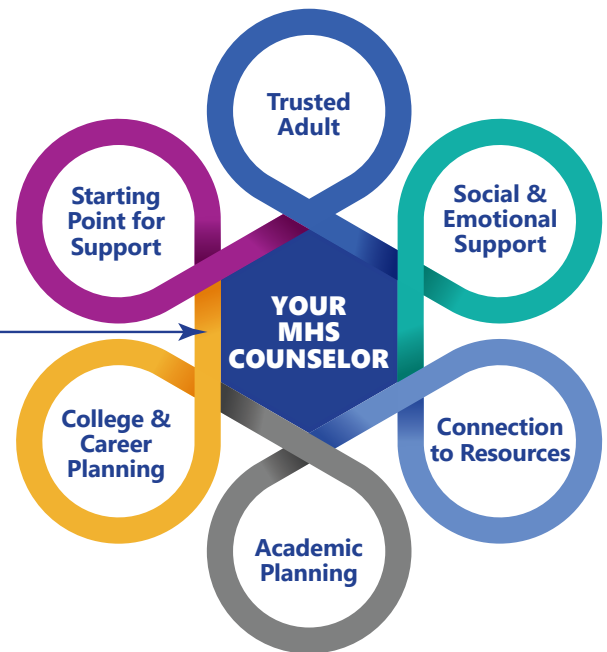 Trusted
Adult
Starting
Point for
Support
Social &
Emotional
Support
YOUR
MHS
COUNSELOR
College &
Career
Planning
Connection
to Resources
Academic
Planning